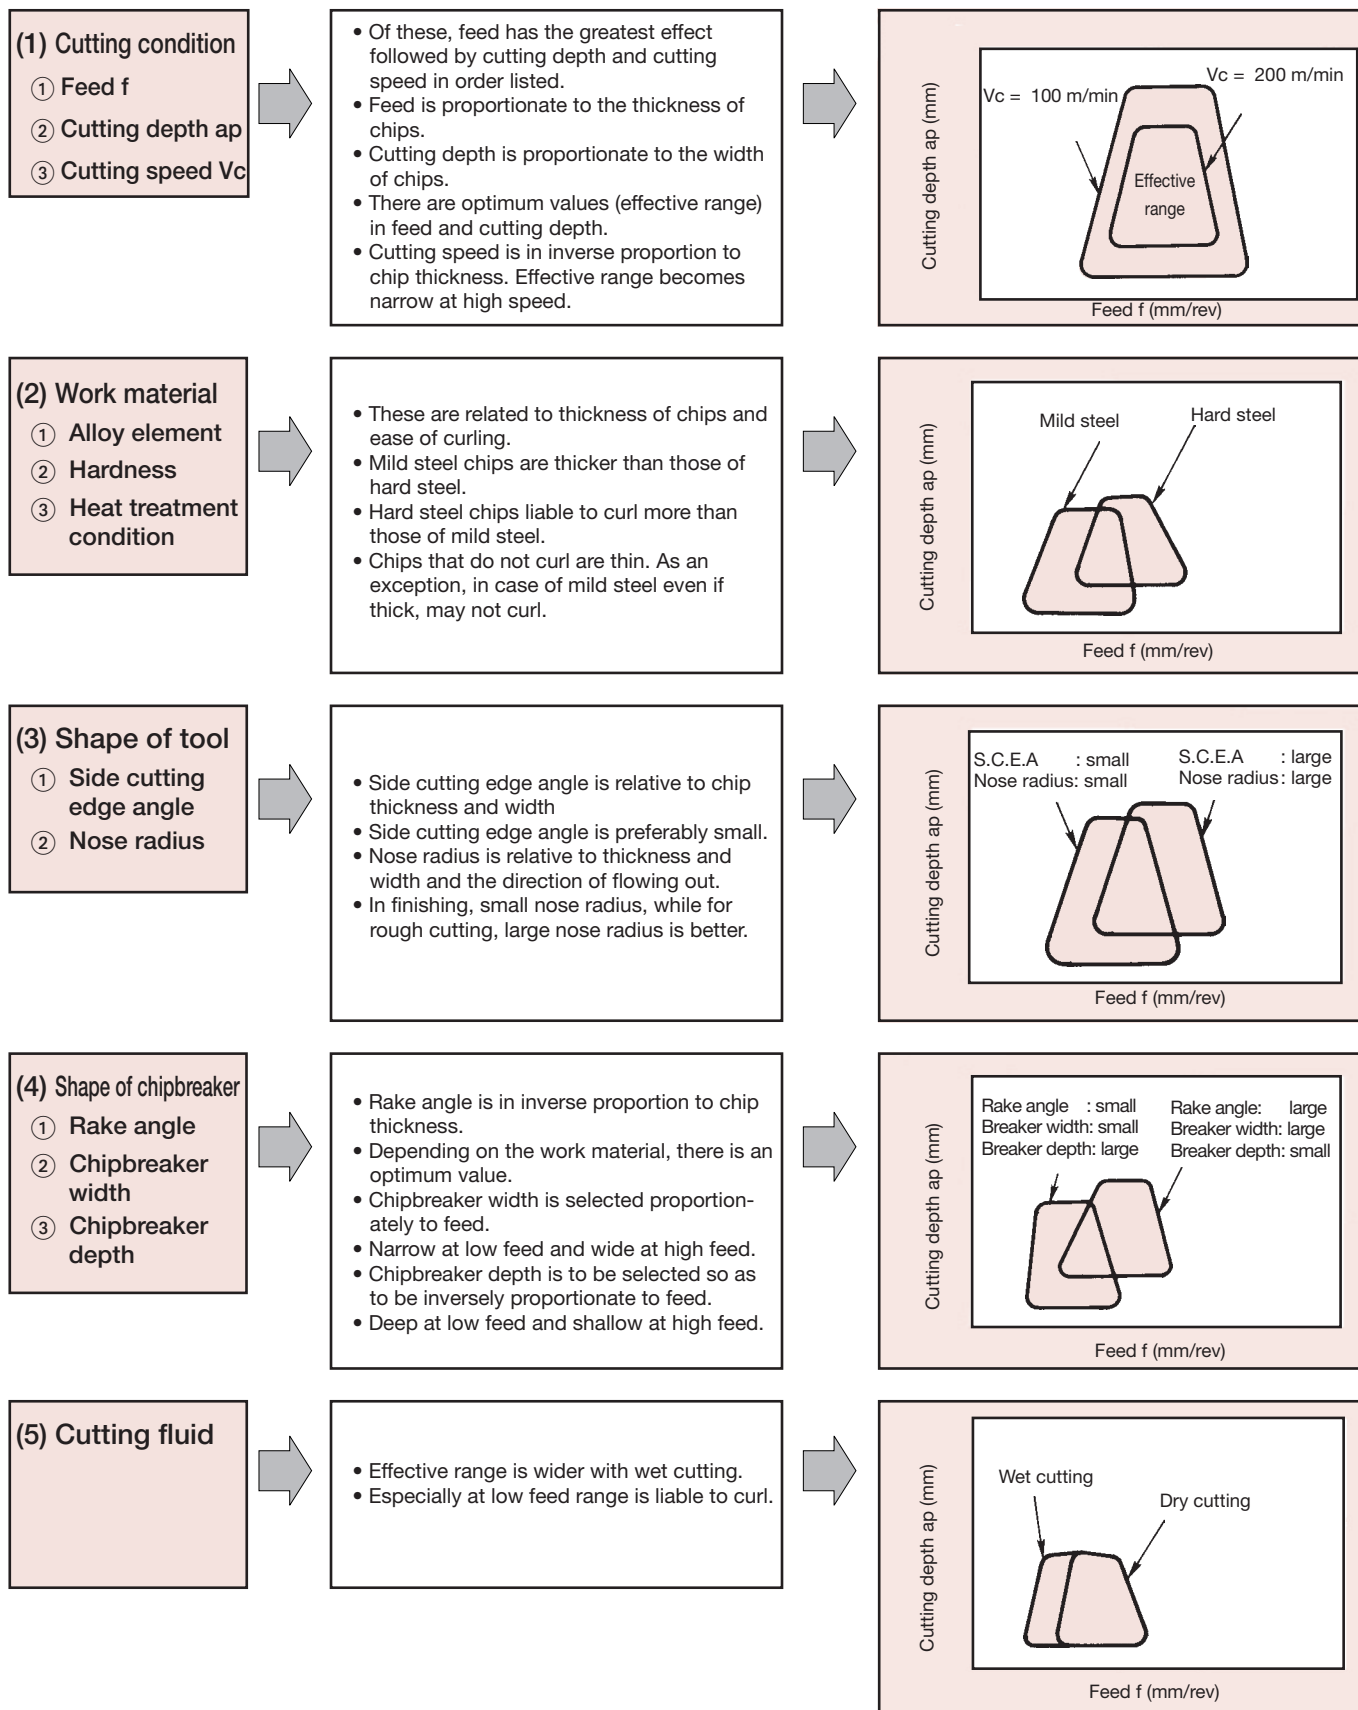 (1) Cutting condition
① Feed f
② Cutting depth ap
③ Cutting speed Vc
• Of these, feed has the greatest effect
followed by cutting depth and cutting
speed in order listed.
• Feed is proportionate to the thickness of
chips.
• Cutting depth is proportionate to the width
of chips.
• There are optimum values (effective range)
in feed and cutting depth.
• Cutting speed is in inverse proportion to
chip thickness. Effective range becomes
narrow at high speed.
Cutting depth ap (mm)
Vc = 200 m/min
Vc = 100 m/min
Effective
range
Feed f (mm/rev)
(2) Work material
① Alloy element
② Hardness
③ Heat treatment
condition
• These are related to thickness of chips and
ease of curling.
• Mild steel chips are thicker than those of
hard steel.
• Hard steel chips liable to curl more than
those of mild steel.
• Chips that do not curl are thin. As an
exception, in case of mild steel even if
thick, may not curl.
Cutting depth ap (mm)
Mild steel
Hard steel
Feed f (mm/rev)
(3) Shape of tool
① Side cutting
edge angle
② Nose radius
• Side cutting edge angle is relative to chip
thickness and width
• Side cutting edge angle is preferably small.
• Nose radius is relative to thickness and
width and the direction of flowing out.
• In finishing, small nose radius, while for
rough cutting, large nose radius is better.
Cutting depth ap (mm)
S.C.E.A : small
Nose radius: small
S.C.E.A : large
Nose radius: large
Feed f (mm/rev)
(4) Shape of chipbreaker
① Rake angle
② Chipbreaker
width
③ Chipbreaker
depth
• Rake angle is in inverse proportion to chip
thickness.
• Depending on the work material, there is an
optimum value.
• Chipbreaker width is selected proportion-
ately to feed.
• Narrow at low feed and wide at high feed.
• Chipbreaker depth is to be selected so as
to be inversely proportionate to feed.
• Deep at low feed and shallow at high feed.
Cutting depth ap (mm)
Rake angle : small
Breaker width: small
Breaker depth: large
Rake angle: large
Breaker width: large
Breaker depth: small
Feed f (mm/rev)
(5) Cutting fluid
• Effective range is wider with wet cutting.
• Especially at low feed range is liable to curl.
Cutting depth ap (mm)
Wet cutting
Dry cutting
Feed f (mm/rev)